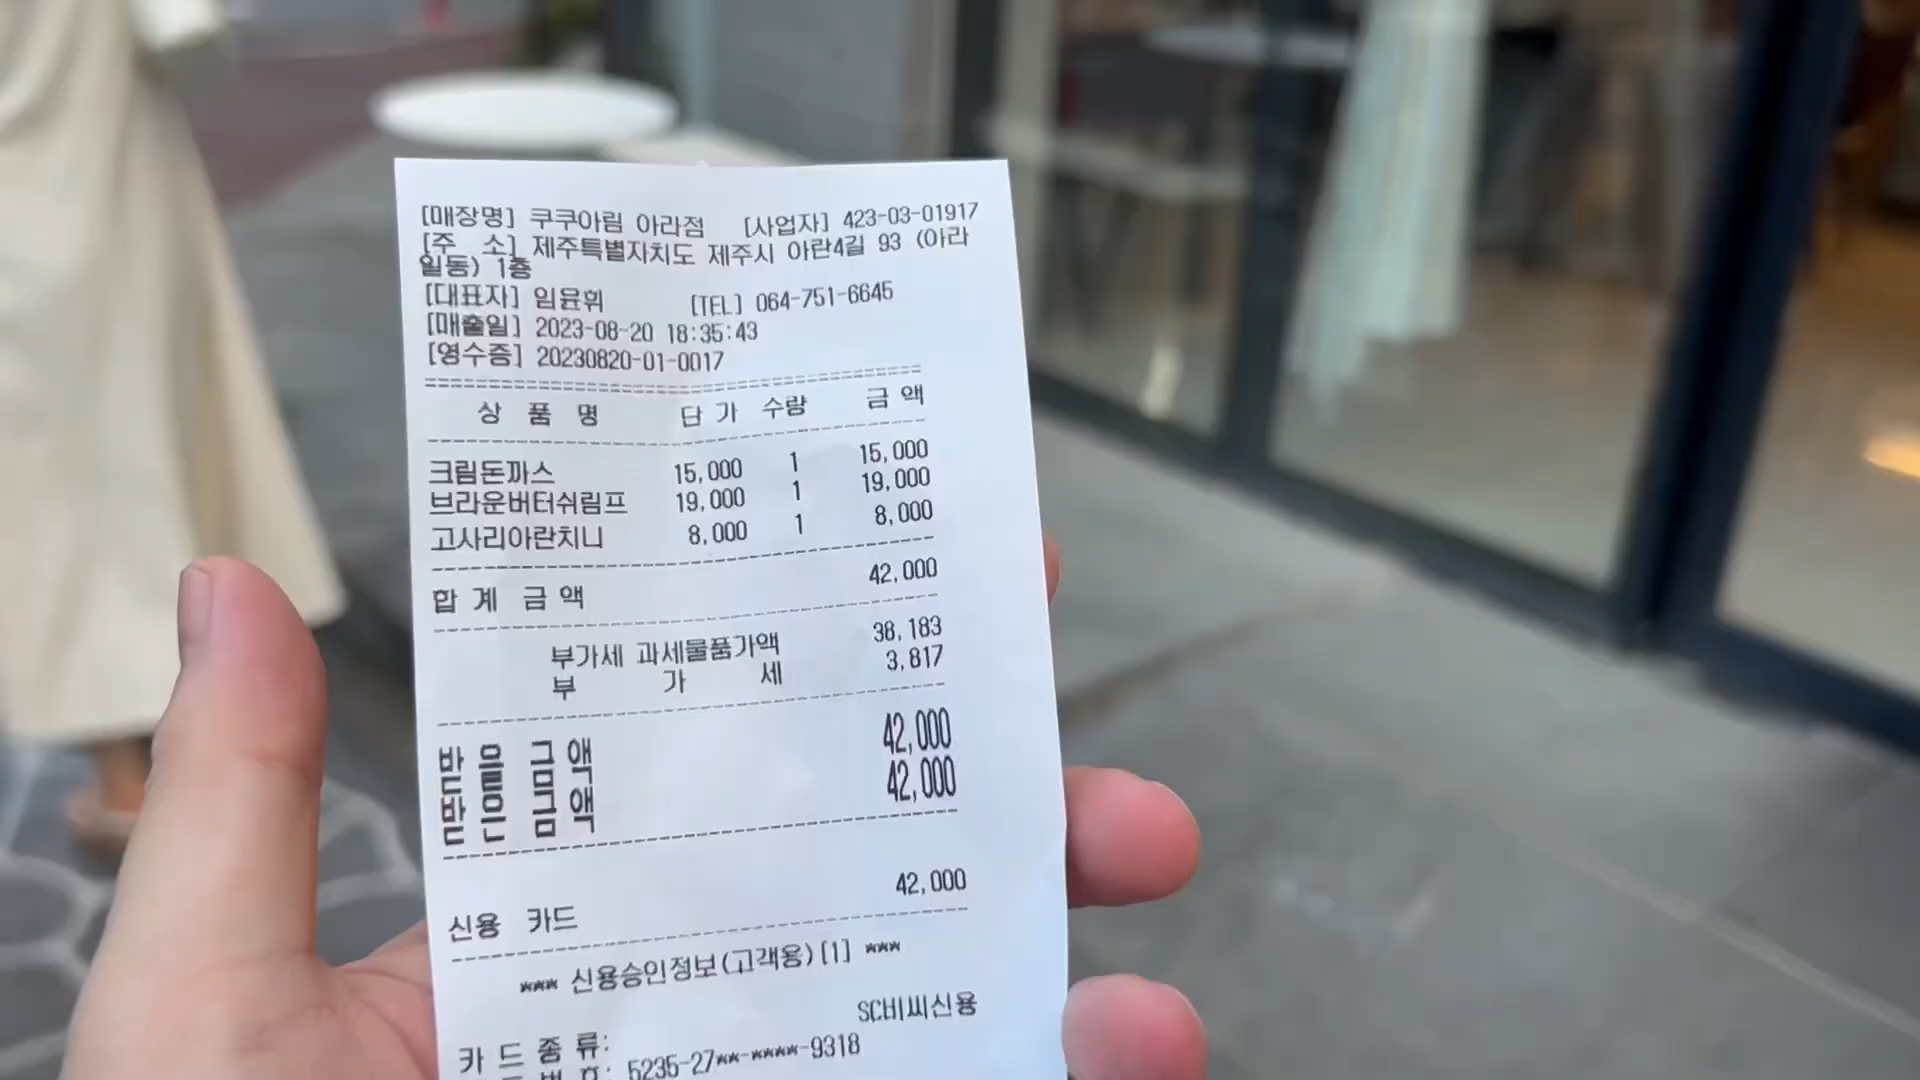 [매장명] 쿠쿠아림 아라점 [사업자] 423-03-01917
[주 소] 제주특별자치도 제주시 아란4길 93 (아라
일동) 1층
[대표자] 임윤휘 [TEL] 064-751-6645
[매출일] 2023-08-20 18:35:43
[영수증] 20230820-01-0017
상 품 명 단 가 수량 금 액
크림돈까스 15,000 1 15,000
브라운버터쉬림프 19,000 1 19,000
고사리아란치니 8,000 1 8,000
합 계 금 액 42,000
부가세 과세물품가액 38,183
부 가 세 3,817
받 을 금 액 42,000
받 은 금 액 42,000
신용 카드 42,000
*** 신용승인정보(고객용)[1] ***
카 드 종 류: SC비씨신용
5235-27**-****-9318